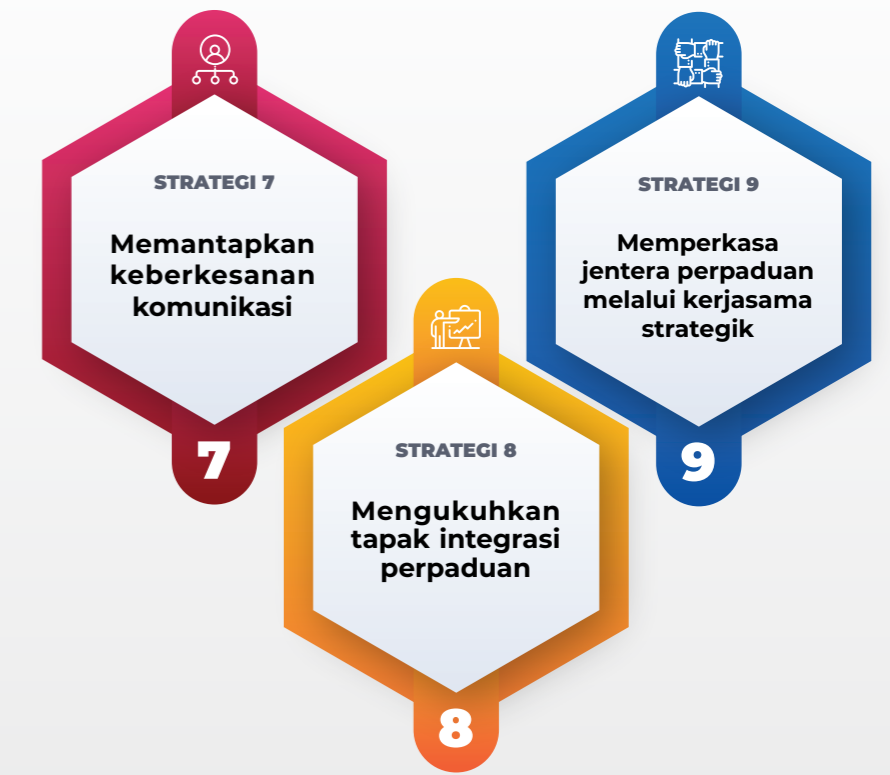 STRATEGI 7
Memantapkan
keberkesanan
komunikasi
7
STRATEGI 8
Mengukuhkan
tapak integrasi
perpaduan
8
STRATEGI 9
Memperkasa
jentera perpaduan
melalui kerjasama
strategik
9